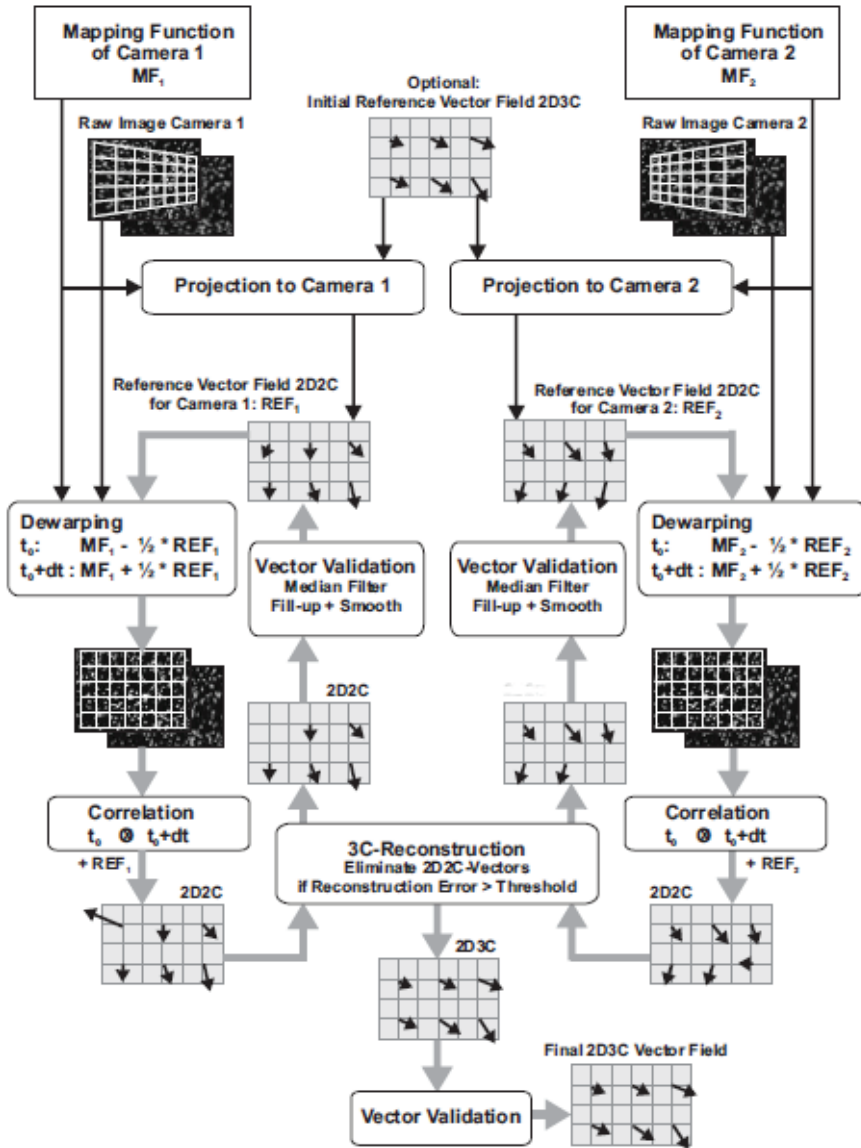 Mapping Function
of Camera 1
MF₁
Mapping Function
of Camera 2
MF₂
Optional:
Initial Reference Vector Field 2D3C
Raw Image Camera 1
Raw Image Camera 2
Projection to Camera 1
Projection to Camera 2
Reference Vector Field 2D2C
for Camera 1: REF₁
Reference Vector Field 2D2C
for Camera 2: REF₂
Dewarping
t₀: MF₁ - ½ * REF₁
t₀+dt : MF₁ + ½ * REF₁
Vector Validation
Median Filter
Fill-up + Smooth
Vector Validation
Median Filter
Fill-up + Smooth
Dewarping
t₀: MF₂ - ½ * REF₂
t₀+dt : MF₂ + ½ * REF₂
2D2C
Correlation
t₀ ⊗ t₀+dt
+ REF₁
3C-Reconstruction
Eliminate 2D2C-Vectors
if Reconstruction Error > Threshold
Correlation
t₀ ⊗ t₀+dt
+ REF₂
2D2C
2D2C
2D3C
Final 2D3C Vector Field
Vector Validation